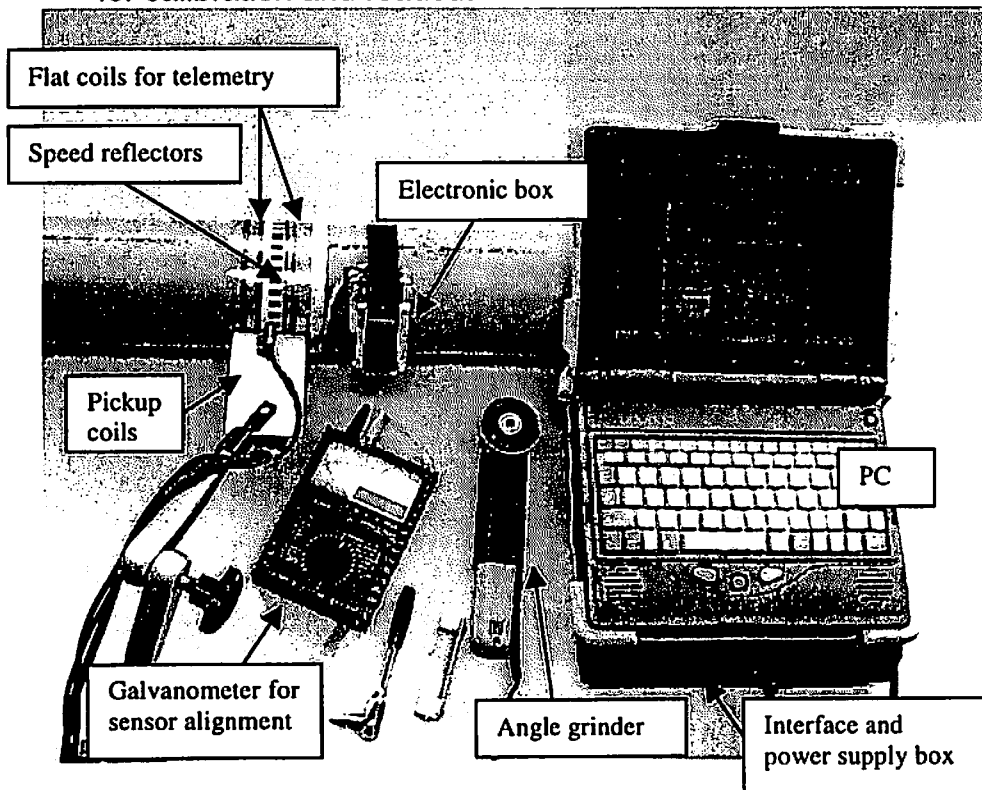 Flat coils for telemetry
Speed reflectors
Electronic box
Pickup
coils
PC
Galvanometer for
sensor alignment
Angle grinder
Interface and
power supply box